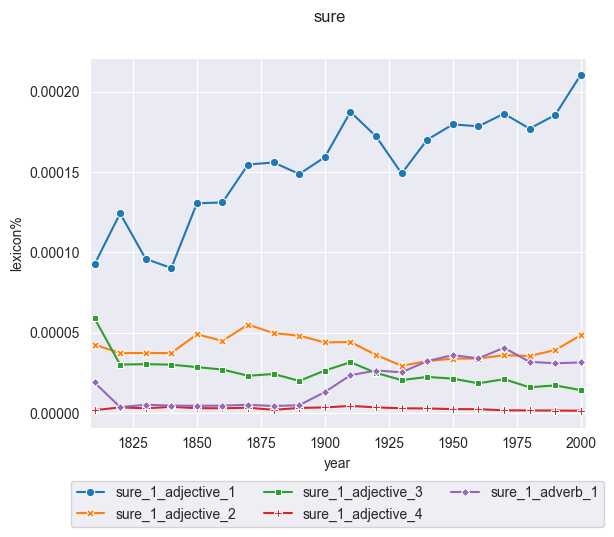 sure
0.00020
0.00015
0.00010
0.00005
0.00000
lexicon%
1825 1850 1875 1900 1925 1950 1975 2000
year
sure_1_adjective_1 sure_1_adjective_3 sure_1_adverb_1
sure_1_adjective_2 sure_1_adjective_4